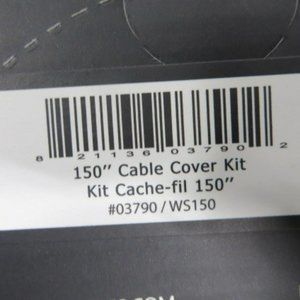 8 21136 03790 2
150" Cable Cover Kit
Kit Cache-fil 150"
#03790 / WS150